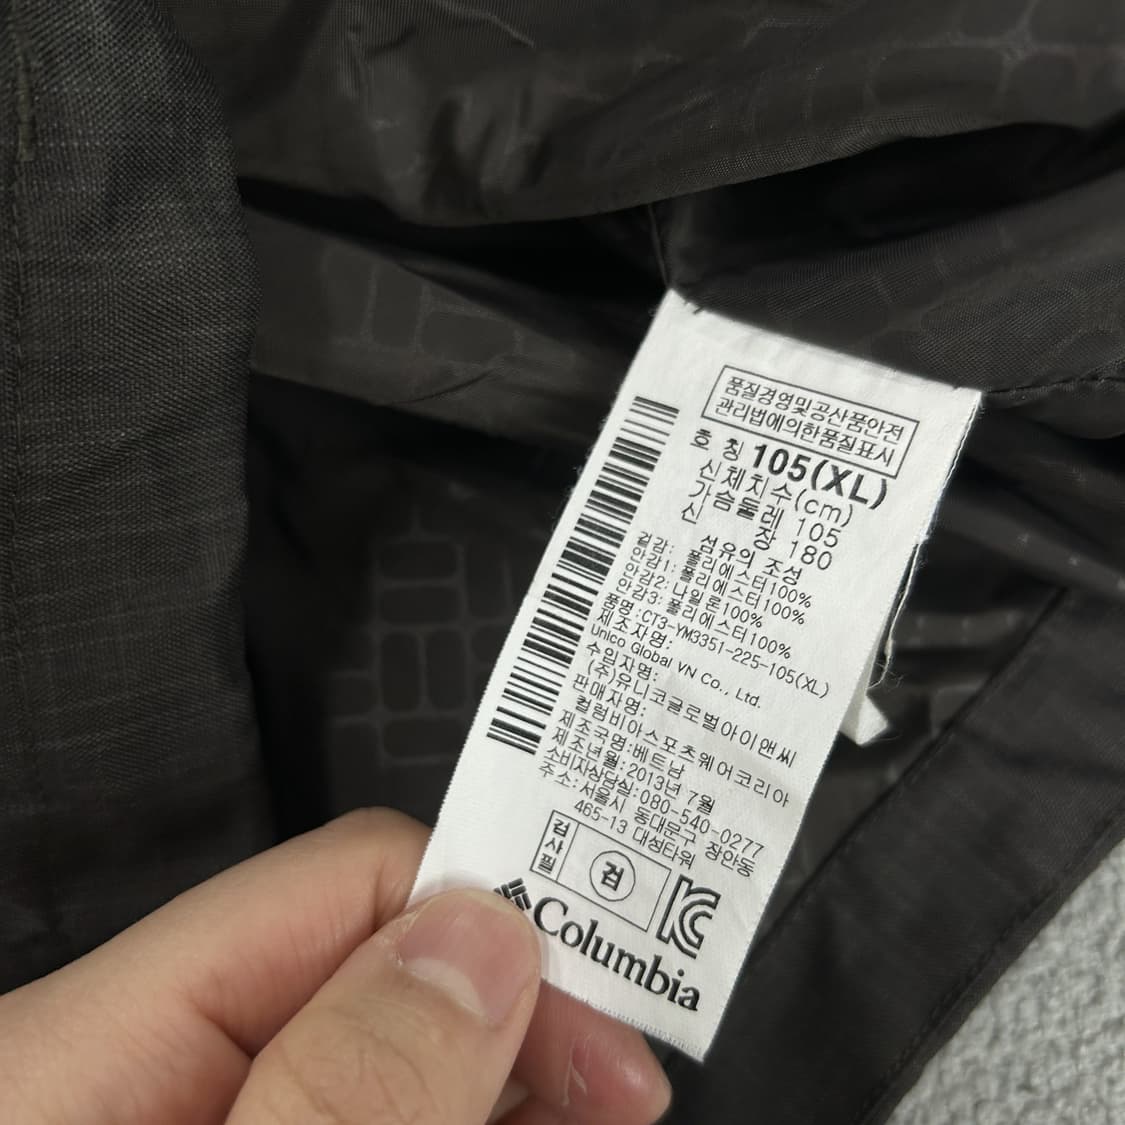 품질경영및공산품안전
관리법에의한품질표시
호 칭 105(XL)
신체치수(cm)
가슴둘레 105
신 장 180
섬유의 조성
겉감: 폴리에스터100%
안감1: 폴리에스터100%
안감2: 나일론100%
안감3: 폴리에스터100%
품명:CT3-YM3351-225-105(XL)
제조자명:
Unico Global VN Co., Ltd.
수입자명:
(주)유니코글로벌아이앤씨
판매자명:
컬럼비아스포츠웨어코리아
제조국명:베트남
제조년월:2013년 7월
소비자상담실:080-540-0277
주소:서울시 동대문구 장안동
465-13 대성타워
검사필
검
KC
Columbia